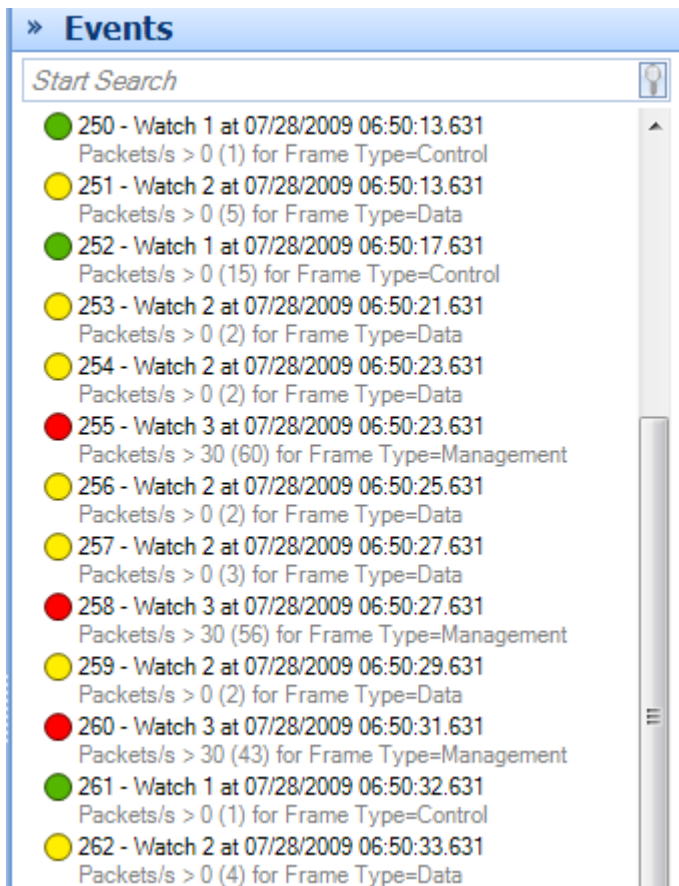 » Events
Start Search
250 - Watch 1 at 07/28/2009 06:50:13.631
Packets/s > 0 (1) for Frame Type=Control
251 - Watch 2 at 07/28/2009 06:50:13.631
Packets/s > 0 (5) for Frame Type=Data
252 - Watch 1 at 07/28/2009 06:50:17.631
Packets/s > 0 (15) for Frame Type=Control
253 - Watch 2 at 07/28/2009 06:50:21.631
Packets/s > 0 (2) for Frame Type=Data
254 - Watch 2 at 07/28/2009 06:50:23.631
Packets/s > 0 (2) for Frame Type=Data
255 - Watch 3 at 07/28/2009 06:50:23.631
Packets/s > 30 (60) for Frame Type=Management
256 - Watch 2 at 07/28/2009 06:50:25.631
Packets/s > 0 (2) for Frame Type=Data
257 - Watch 2 at 07/28/2009 06:50:27.631
Packets/s > 0 (3) for Frame Type=Data
258 - Watch 3 at 07/28/2009 06:50:27.631
Packets/s > 30 (56) for Frame Type=Management
259 - Watch 2 at 07/28/2009 06:50:29.631
Packets/s > 0 (2) for Frame Type=Data
260 - Watch 3 at 07/28/2009 06:50:31.631
Packets/s > 30 (43) for Frame Type=Management
261 - Watch 1 at 07/28/2009 06:50:32.631
Packets/s > 0 (1) for Frame Type=Control
262 - Watch 2 at 07/28/2009 06:50:33.631
Packets/s > 0 (4) for Frame Type=Data